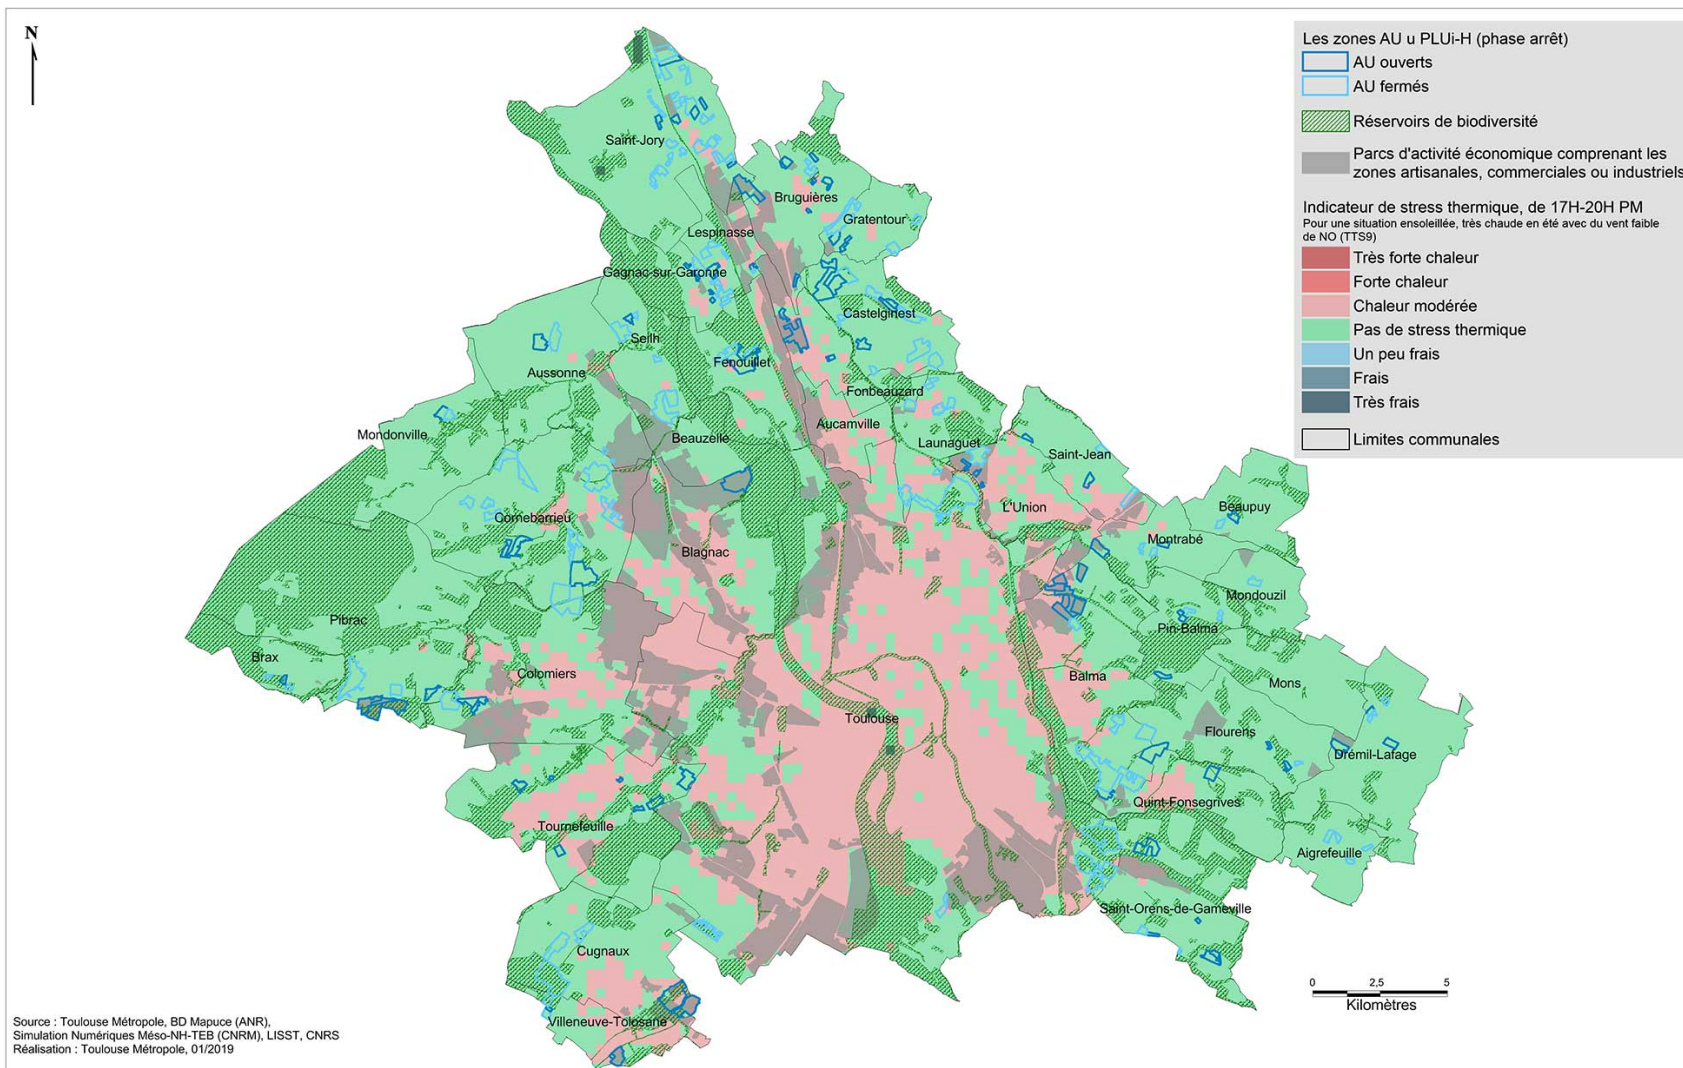 N
Les zones AU u PLUi-H (phase arrêt)
AU ouverts
AU fermés
Réservoirs de biodiversité
Parcs d'activité économique comprenant les
zones artisanales, commerciales ou industriels
Indicateur de stress thermique, de 17H-20H PM
Pour une situation ensoleillée, très chaude en été avec du vent faible
de NO (TTS9)
Très forte chaleur
Forte chaleur
Chaleur modérée
Pas de stress thermique
Un peu frais
Frais
Très frais
Limites communales
Saint-Jory
Bruguières
Gratentour
Lespinasse
Gagnac-sur-Garonne
Castelginest
Seilh
Fenouillet
Aussonne
Fonbeauzard
Aucamville
Mondonville
Beauzelle
Launaguet
Saint-Jean
L'Union
Beaupuy
Cornebarrieu
Montrabé
Blagnac
Mondouzil
Pibrac
Pin-Balma
Brax
Colomiers
Balma
Mons
Toulouse
Flourens
Drémil-Lafage
Quint-Fonsegrives
Tournefeuille
Aigrefeuille
Saint-Orens-de-Gameville
Cugnaux
Villeneuve-Tolosane
0 2,5 5
Kilomètres
Source : Toulouse Métropole, BD Mapuce (ANR),
Simulation Numériques Méso-NH-TEB (CNRM), LISST, CNRS
Réalisation : Toulouse Métropole, 01/2019